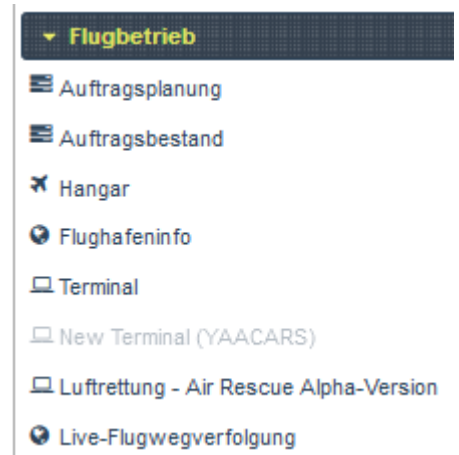 Flugbetrieb
Auftragsplanung
Auftragsbestand
Hangar
Flughafeninfo
Terminal
New Terminal (YAACARS)
Luftrettung - Air Rescue Alpha-Version
Live-Flugwegverfolgung